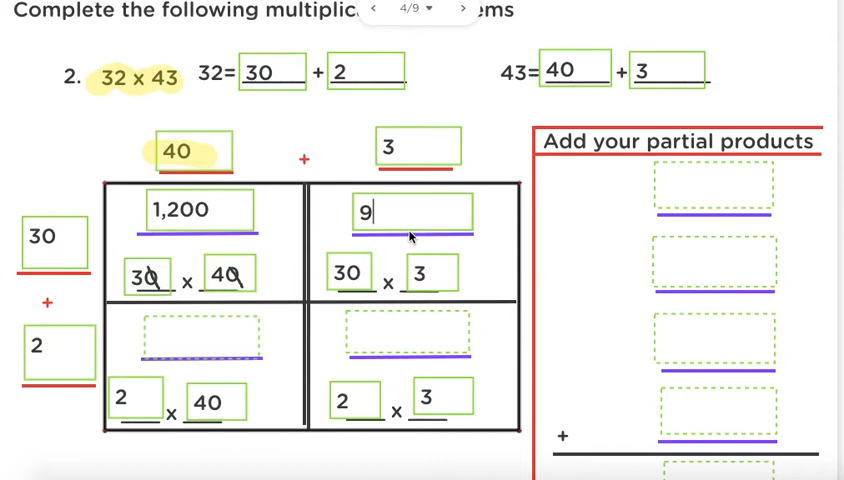 Complete the following multiplic ems
< 4/9 >
2. 32 x 43 32= 30 + 2 43= 40 + 3
40 + 3
Add your partial products
1,200 9
30
30 x 40 30 x 3
+
2
2 x 40 2 x 3
+